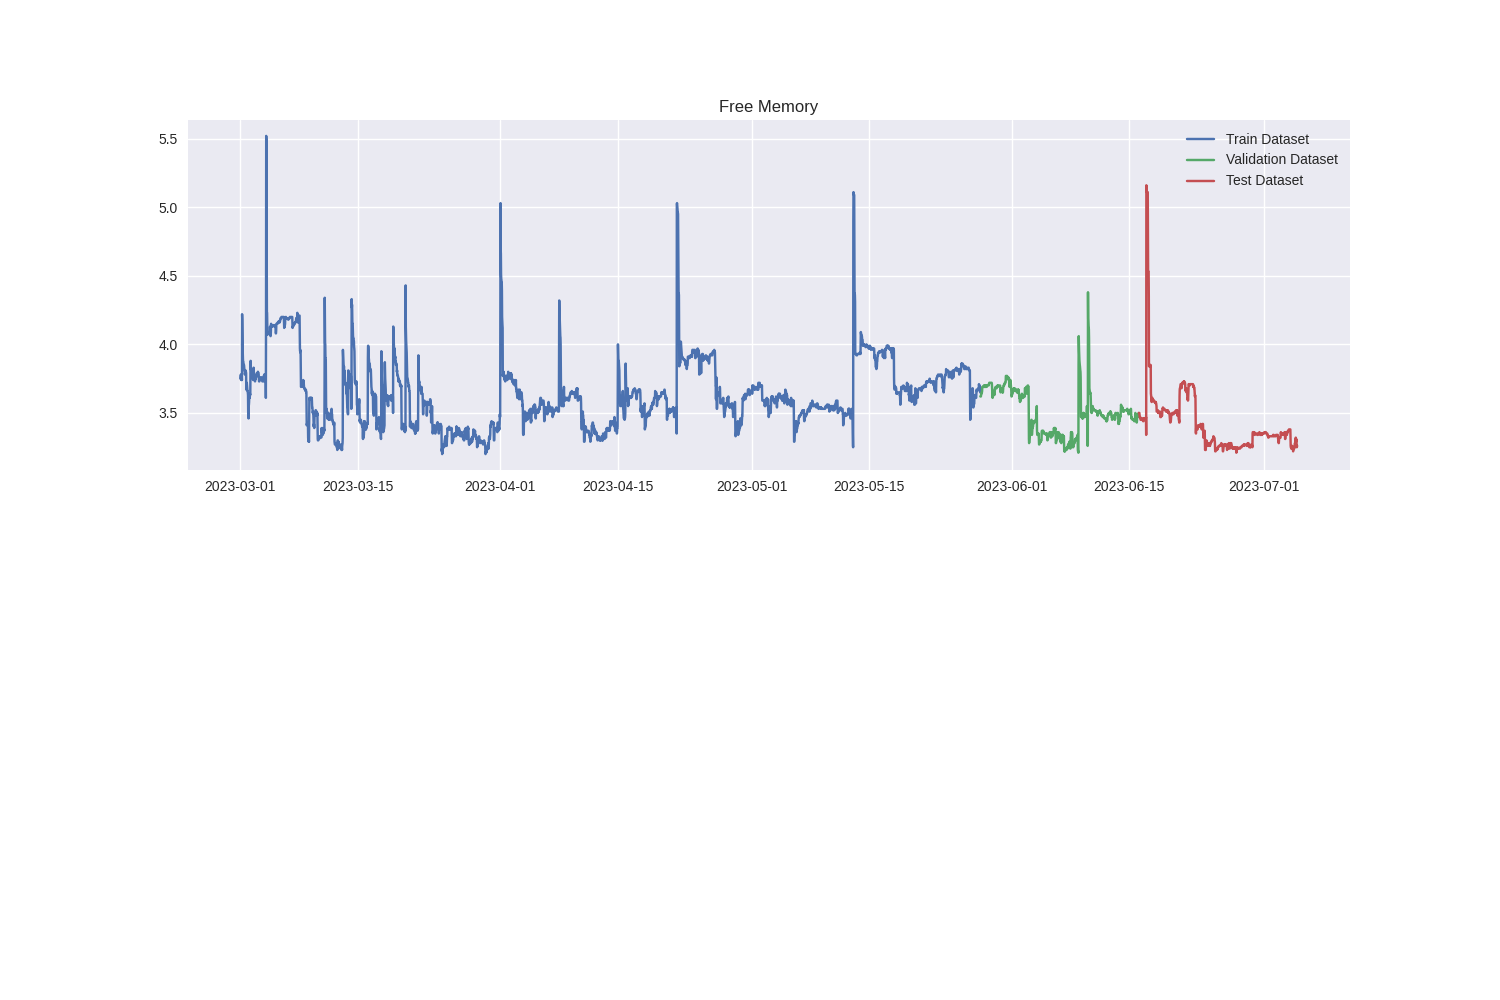 Free Memory
5.5
5.0
4.5
4.0
3.5
Train Dataset
Validation Dataset
Test Dataset
2023-03-01 2023-03-15 2023-04-01 2023-04-15 2023-05-01 2023-05-15 2023-06-01 2023-06-15 2023-07-01